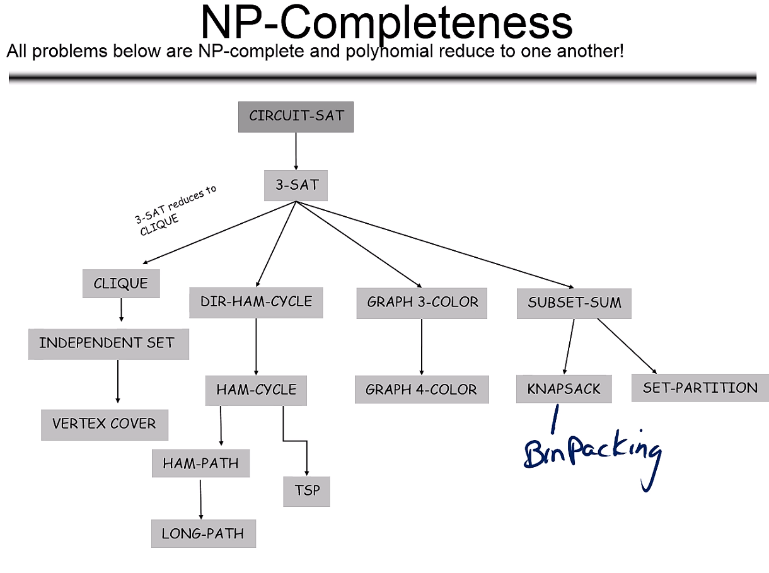 NP-Completeness
All problems below are NP-complete and polynomial reduce to one another!
CIRCUIT-SAT
3-SAT
3-SAT reduces to
CLIQUE
CLIQUE
DIR-HAM-CYCLE
GRAPH 3-COLOR
SUBSET-SUM
INDEPENDENT SET
HAM-CYCLE
GRAPH 4-COLOR
KNAPSACK
SET-PARTITION
VERTEX COVER
BinPacking
HAM-PATH
TSP
LONG-PATH